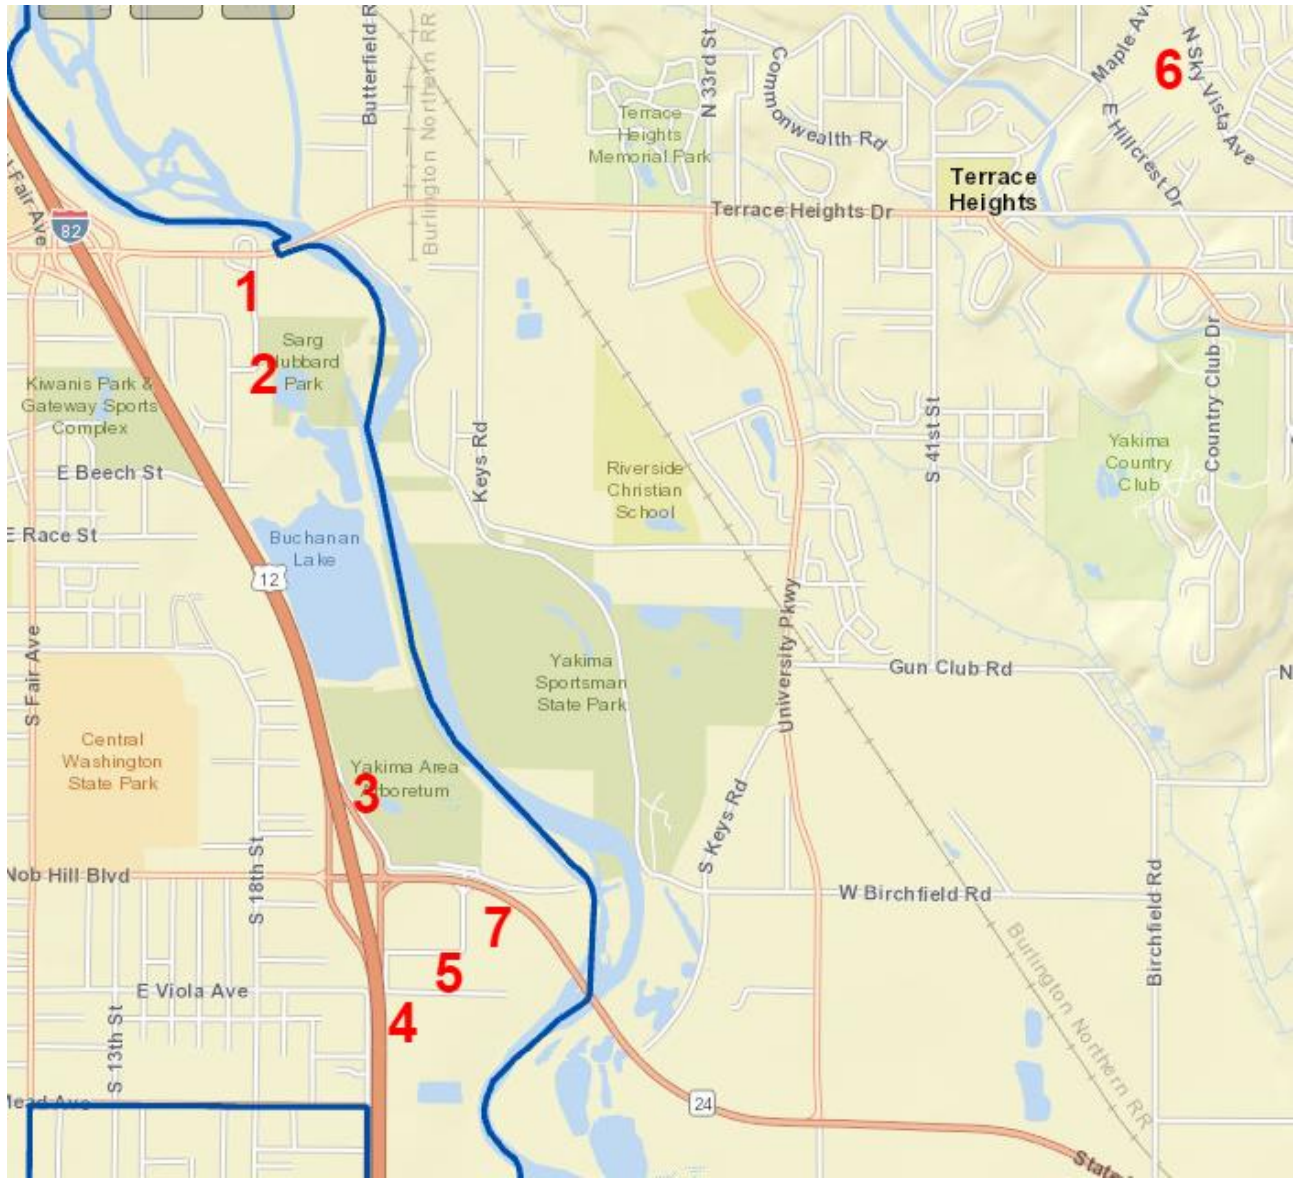 Butterfield R
Burlington Northern RR
N 33rd St
Commonwealth Rd
Maple Ave
N Sky Vista Ave
6
E Hillcrest Dr
Terrace
Heights
Memorial Park
Terrace
Heights
Fair Ave
82
Terrace Heights Dr
1
Sarg
Hubbard
Park
2
Kiwanis Park &
Gateway Sports
Complex
Country Club Dr
E Beech St
Keys Rd
S 41st St
Yakima
Country
Club
Riverside
Christian
School
E Race St
Buchanan
Lake
12
S Fair Ave
Yakima
Sportsman
State Park
University Pkwy
Gun Club Rd
N
Central
Washington
State Park
Yakima Area
Arboretum
3
S Keys Rd
Nob Hill Blvd
S 18th St
W Birchfield Rd
Birchfield Rd
7
5
E Viola Ave
4
S 13th St
Burlington Northern RR
Mead Ave
24
State